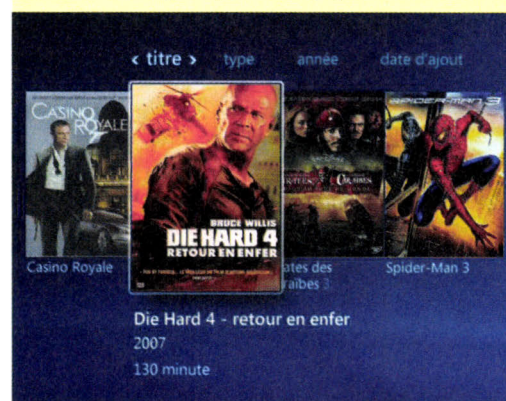 ‹ titre › type année date d'ajout
CASINO ROYALE
BRUCE WILLIS
DIE HARD 4
RETOUR EN ENFER
CARAÏBES
SPIDER-MAN 3
Casino Royale
ates des
raïbes 3
Spider-Man 3
Die Hard 4 - retour en enfer
2007
130 minute